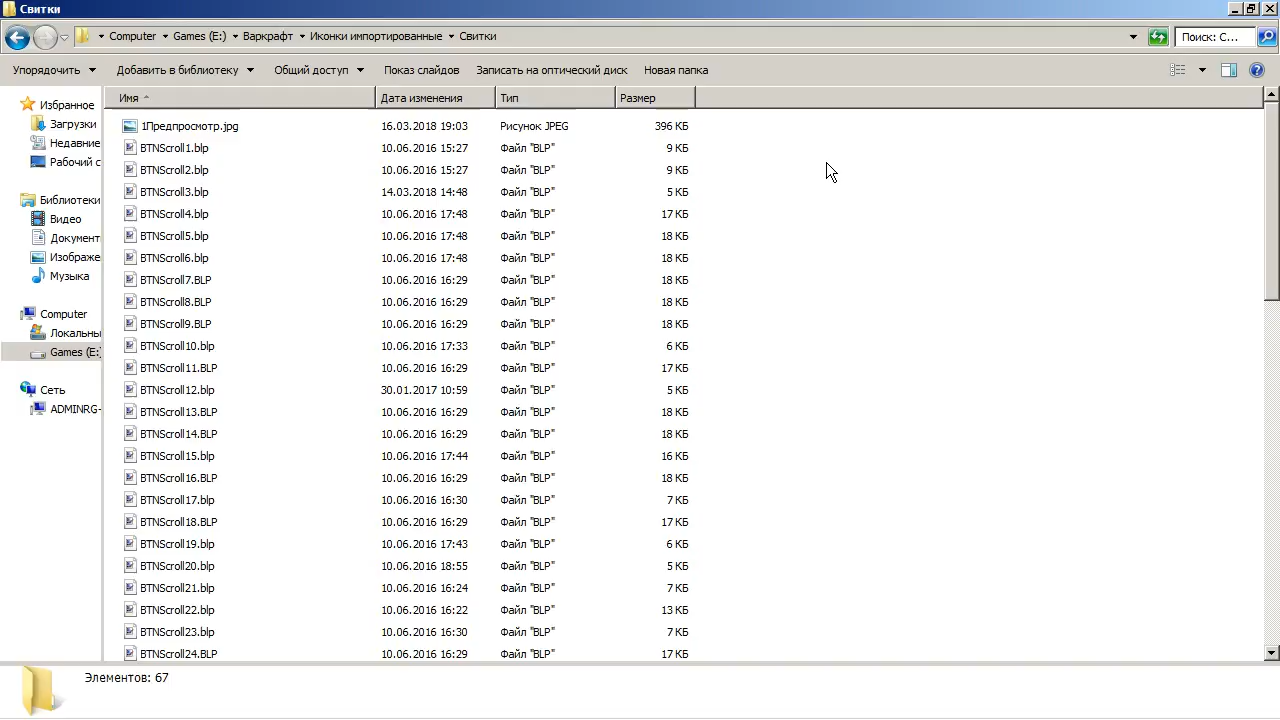 Свитки
Computer Games (E:) Варкрафт Иконки импортированные Свитки Поиск: С...
Упорядочить Добавить в библиотеку Общий доступ Показ слайдов Записать на оптический диск Новая папка
Избранное
Загрузки
Недавние
Рабочий с
Библиотеки
Видео
Документ
Изображе
Музыка
Computer
Локальны
Games (E:)
Сеть
ADMINRG-
Имя Дата изменения Тип Размер
1Предпросмотр.jpg 16.03.2018 19:03 Рисунок JPEG 396 КБ
BTNScroll1.blp 10.06.2016 15:27 Файл "BLP" 9 КБ
BTNScroll2.blp 10.06.2016 15:27 Файл "BLP" 9 КБ
BTNScroll3.blp 14.03.2018 14:48 Файл "BLP" 5 КБ
BTNScroll4.blp 10.06.2016 17:48 Файл "BLP" 17 КБ
BTNScroll5.blp 10.06.2016 17:48 Файл "BLP" 18 КБ
BTNScroll6.blp 10.06.2016 17:48 Файл "BLP" 18 КБ
BTNScroll7.BLP 10.06.2016 16:29 Файл "BLP" 18 КБ
BTNScroll8.BLP 10.06.2016 16:29 Файл "BLP" 18 КБ
BTNScroll9.BLP 10.06.2016 16:29 Файл "BLP" 18 КБ
BTNScroll10.blp 10.06.2016 17:33 Файл "BLP" 6 КБ
BTNScroll11.BLP 10.06.2016 16:29 Файл "BLP" 17 КБ
BTNScroll12.blp 30.01.2017 10:59 Файл "BLP" 5 КБ
BTNScroll13.BLP 10.06.2016 16:29 Файл "BLP" 18 КБ
BTNScroll14.BLP 10.06.2016 16:29 Файл "BLP" 18 КБ
BTNScroll15.blp 10.06.2016 17:44 Файл "BLP" 16 КБ
BTNScroll16.BLP 10.06.2016 16:29 Файл "BLP" 18 КБ
BTNScroll17.blp 10.06.2016 16:30 Файл "BLP" 7 КБ
BTNScroll18.BLP 10.06.2016 16:29 Файл "BLP" 17 КБ
BTNScroll19.blp 10.06.2016 17:43 Файл "BLP" 6 КБ
BTNScroll20.blp 10.06.2016 18:55 Файл "BLP" 5 КБ
BTNScroll21.blp 10.06.2016 16:24 Файл "BLP" 7 КБ
BTNScroll22.blp 10.06.2016 16:22 Файл "BLP" 13 КБ
BTNScroll23.blp 10.06.2016 16:30 Файл "BLP" 7 КБ
BTNScroll24.BLP 10.06.2016 16:29 Файл "BLP" 17 КБ
Элементов: 67